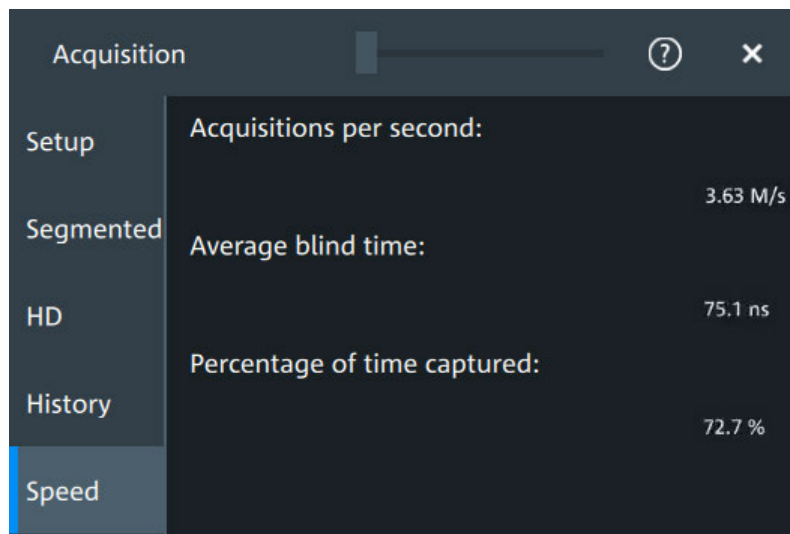 Acquisition
?
Setup
Segmented
HD
History
Speed
Acquisitions per second:
3.63 M/s
Average blind time:
75.1 ns
Percentage of time captured:
72.7 %